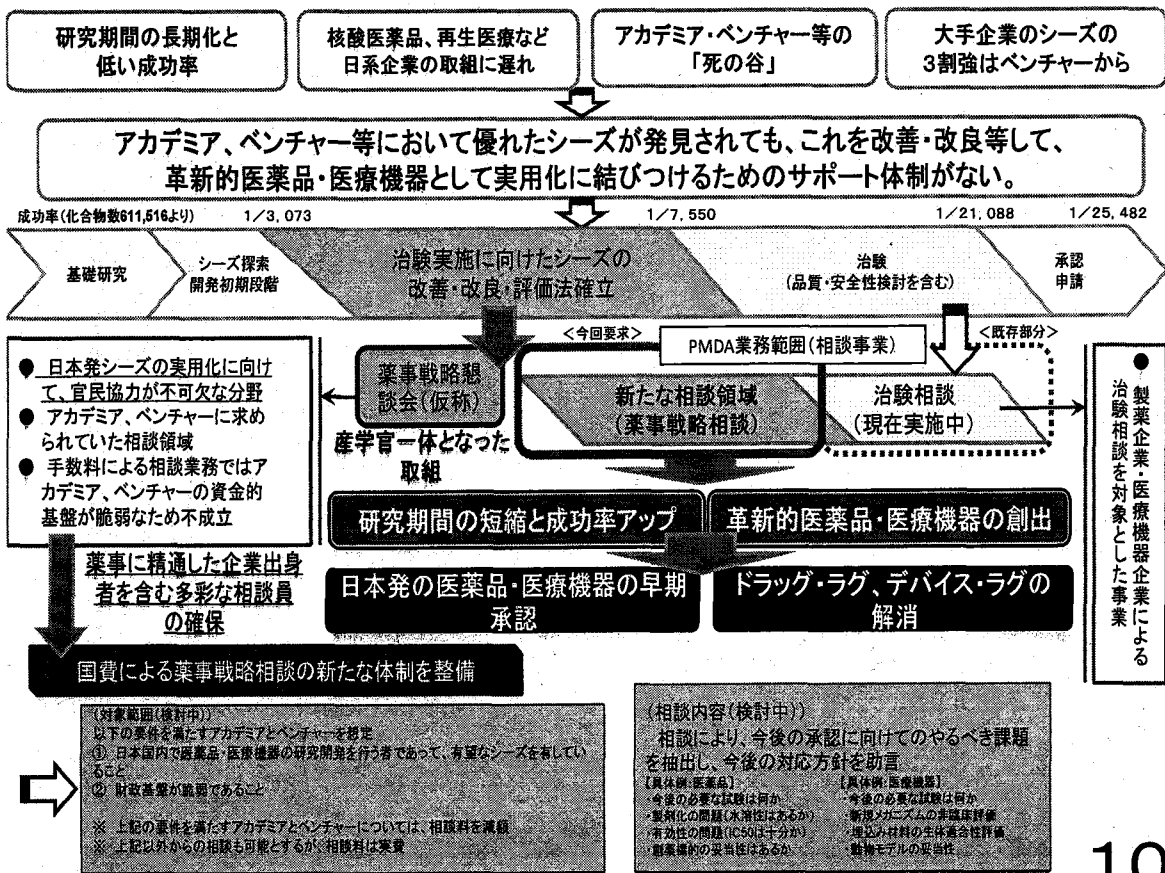 研究期間の長期化と
低い成功率
核酸医薬品、再生医療など
日系企業の取組に遅れ
アカデミア・ベンチャー等の
「死の谷」
大手企業のシーズの
3割強はベンチャーから
アカデミア、ベンチャー等において優れたシーズが発見されても、これを改善・改良等して、
革新的医薬品・医療機器として実用化に結びつけるためのサポート体制がない。
成功率(化合物数611,516より)
1/3,073
1/7,550
1/21,088
1/25,482
基礎研究
シーズ探索
開発初期段階
治験実施に向けたシーズの
改善・改良・評価法確立
治験
(品質・安全性検討を含む)
承認
申請
<今回要求>
PMDA業務範囲(相談事業)
<既存部分>
● 日本発シーズの実用化に向け
て、官民協力が不可欠な分野
● アカデミア、ベンチャーに求め
られていた相談領域
● 手数料による相談業務ではア
カデミア、ベンチャーの資金的
基盤が脆弱なため不成立
薬事戦略懇
談会(仮称)
産学官一体となった
取組
新たな相談領域
(薬事戦略相談)
治験相談
(現在実施中)
● 製薬企業・医療機器企業による
治験相談を対象とした事業
研究期間の短縮と成功率アップ
革新的医薬品・医療機器の創出
日本発の医薬品・医療機器の早期
承認
ドラッグ・ラグ、デバイス・ラグの
解消
薬事に精通した企業出身
者を含む多彩な相談員
の確保
国費による薬事戦略相談の新たな体制を整備
(対象範囲(検討中))
以下の要件を満たすアカデミアとベンチャーを想定
① 日本国内で医薬品・医療機器の研究開発を行う者であって、有望なシーズを有してい
ること
② 財政基盤が脆弱であること
※ 上記の要件を満たすアカデミアとベンチャーについては、相談料を減額
※ 上記以外からの相談も可能とするが、相談料は実費
(相談内容(検討中))
相談により、今後の承認に向けてのやるべき課題
を抽出し、今後の対応方針を助言
【具体例:医薬品】
・今後の必要な試験は何か
・製剤化の問題(水溶性はあるか)
・有効性の問題(IC50は十分か)
・創薬標的の妥当性はあるか
【具体例:医療機器】
・今後の必要な試験は何か
・新規メカニズムの非臨床評価
・埋込み材料の生体適合性評価
・動物モデルの妥当性
10